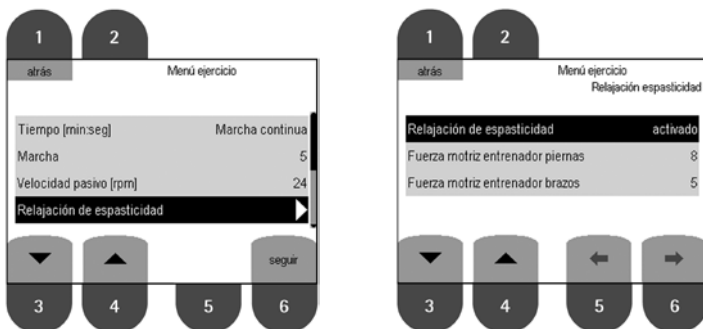 1 2
atrás Menú ejercicio
Tiempo [min:seg] Marcha continua
Marcha 5
Velocidad pasivo [rpm] 24
Relajación de espasticidad
seguir
3 4 5 6
1 2
atrás Menú ejercicio
Relajación espasticidad
Relajación de espasticidad activado
Fuerza motriz entrenador piernas 8
Fuerza motriz entrenador brazos 5
3 4 5 6